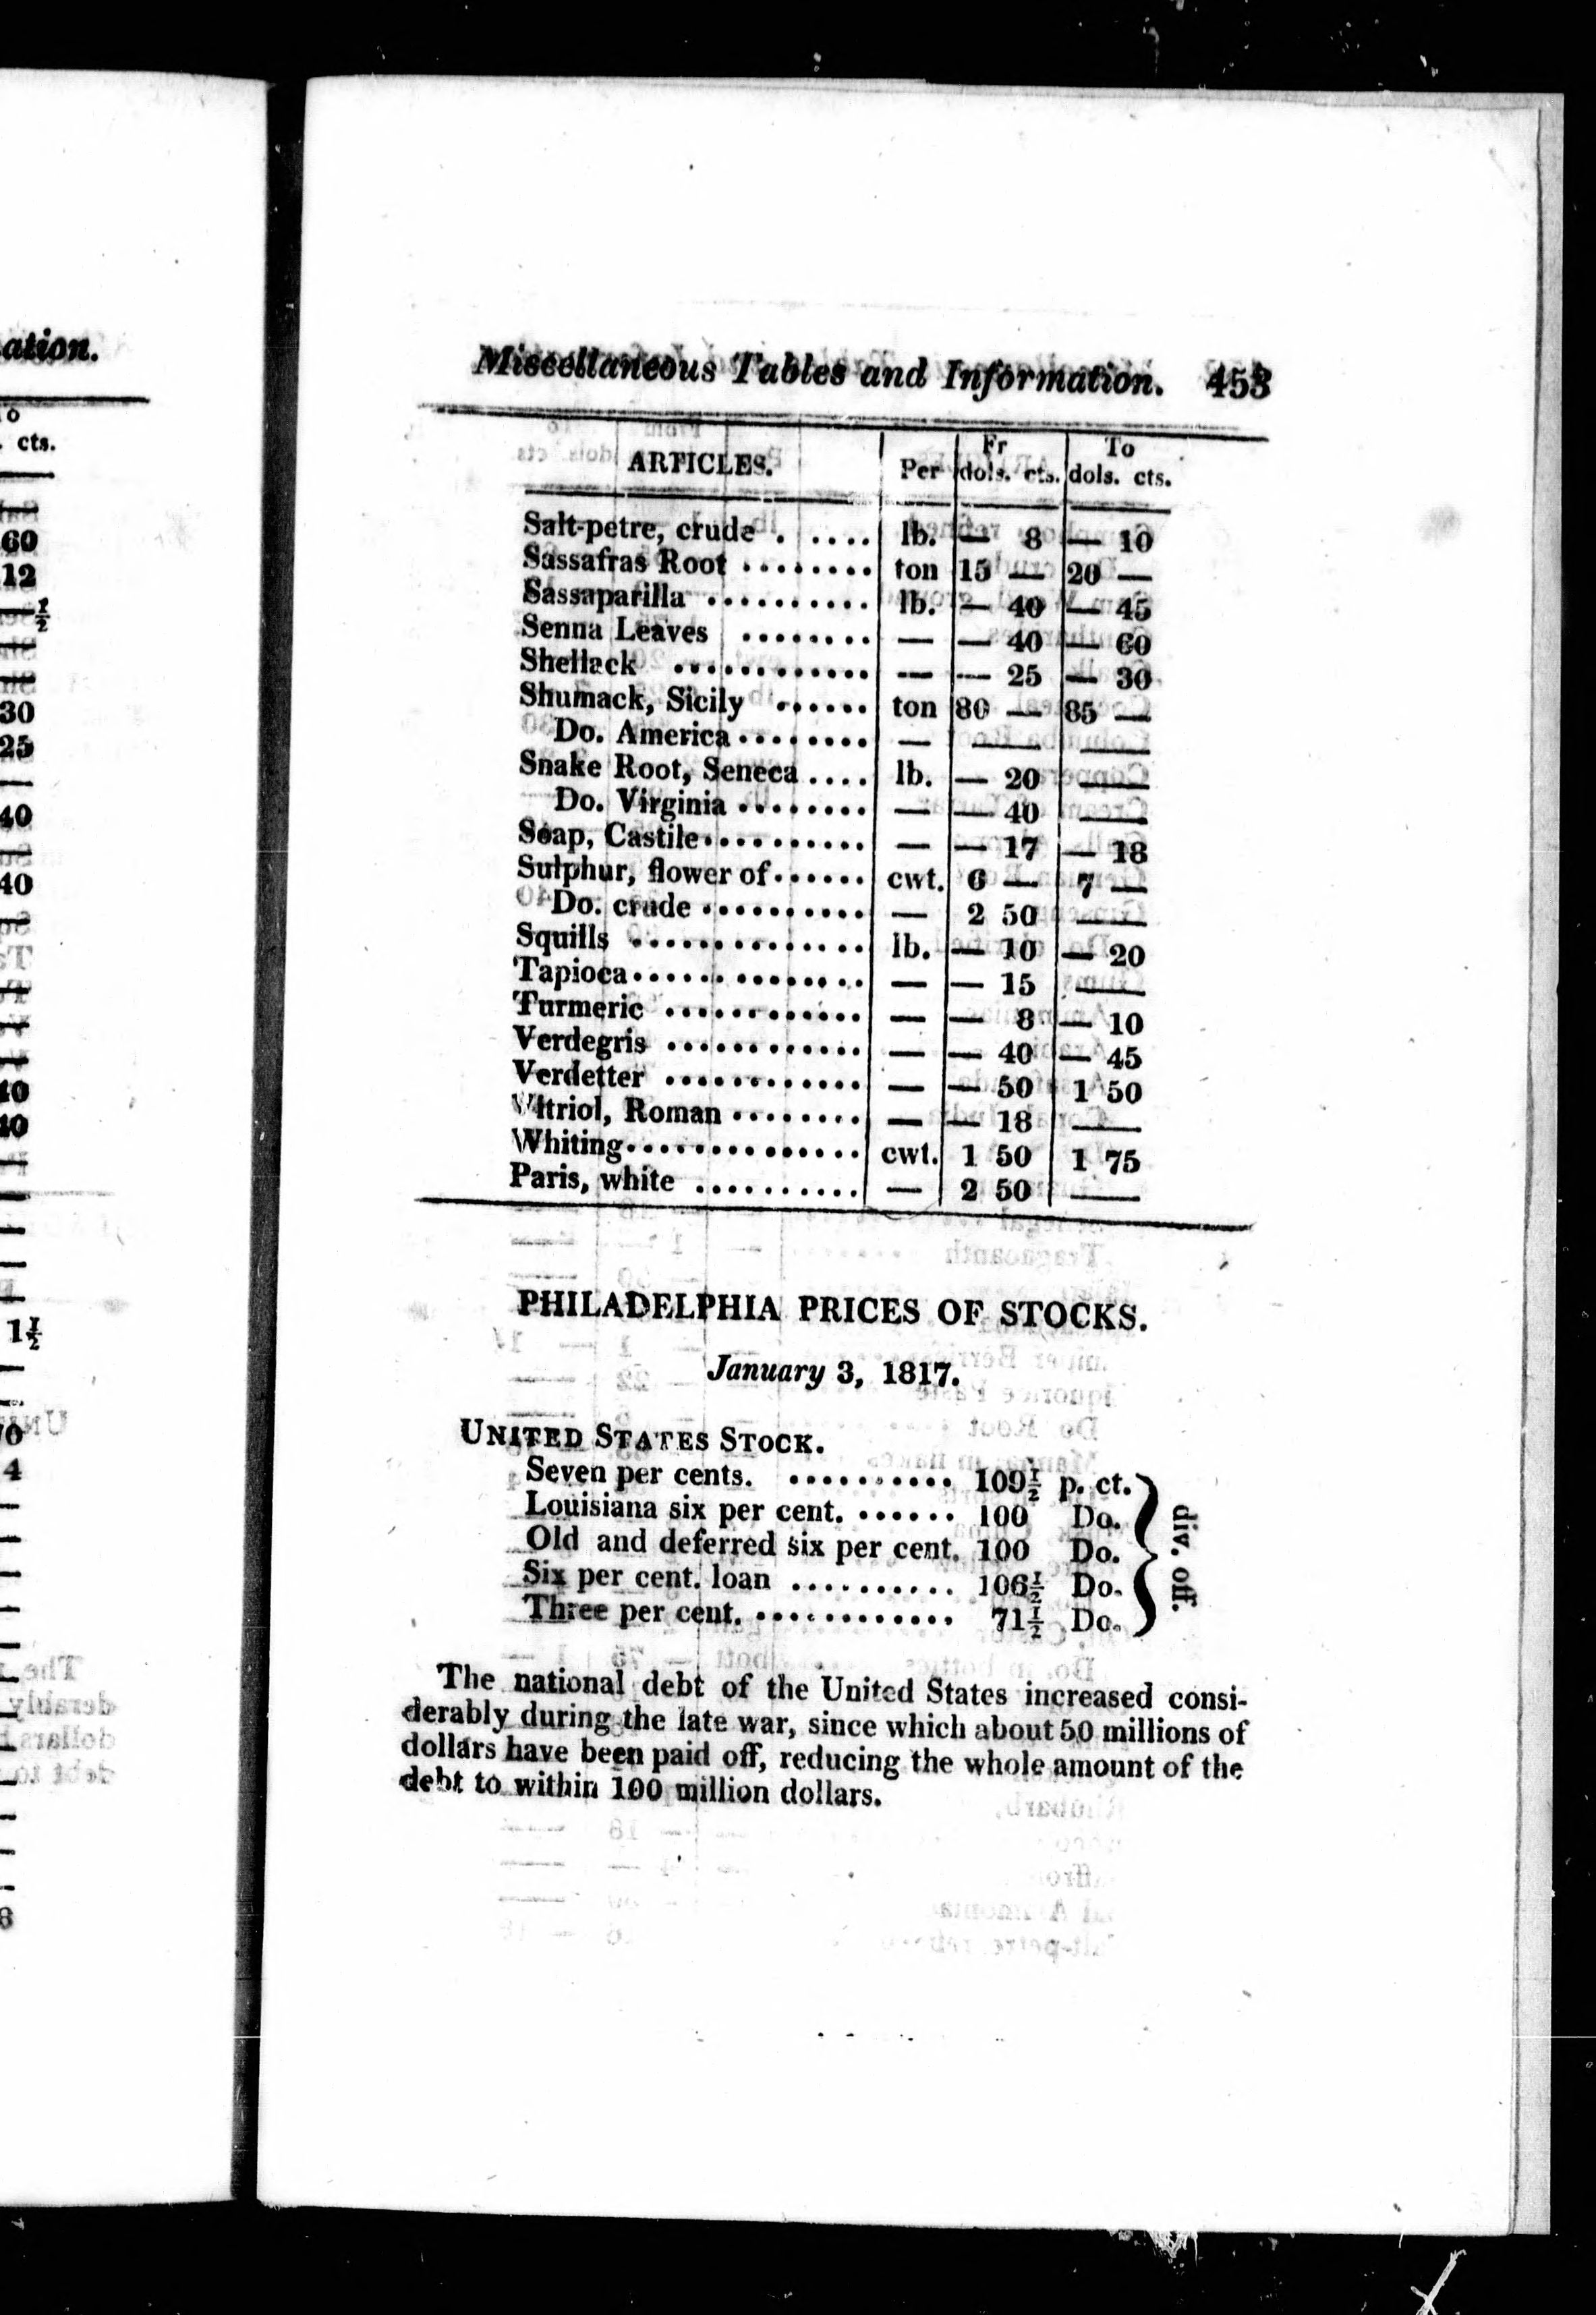 Miscellaneous Tables and Information. 453
ARTICLES. Per Fr dols. cts. To dols. cts.
Salt-petre, crude . ..... lb. — 8 — 10
Sassafras Root ........ ton 15 — 20 —
Sassaparilla .......... lb. — 40 — 45
Senna Leaves ........ — — 40 — 60
Shellack ............ — — 25 — 30
Shumack, Sicily ...... ton 80 — 85 —
Do. America ........ — —— ——
Snake Root, Seneca .... lb. — 20 ——
Do. Virginia ........ — — 40 ——
Soap, Castile .......... — — 17 — 18
Sulphur, flower of ...... cwt. 6 — 7 —
Do. crude .......... — 2 50 ——
Squills .............. lb. — 10 — 20
Tapioca .............. — — 15 ——
Turmeric ............ — — 8 — 10
Verdegris ............ — — 40 — 45
Verdetter ............ — — 50 1 50
Vitriol, Roman ........ — — 18 ——
Whiting .............. cwt. 1 50 1 75
Paris, white .......... — 2 50 ——
PHILADELPHIA PRICES OF STOCKS.
January 3, 1817.
UNITED STATES STOCK.
Seven per cents. .......... 109½ p. ct.
Louisiana six per cent. ...... 100 Do.
Old and deferred six per cent. 100 Do.
Six per cent. loan .......... 106½ Do.
Three per cent. ............ 71½ Do.
div. off.
The national debt of the United States increased consi-
derably during the late war, since which about 50 millions of
dollars have been paid off, reducing the whole amount of the
debt to within 100 million dollars.